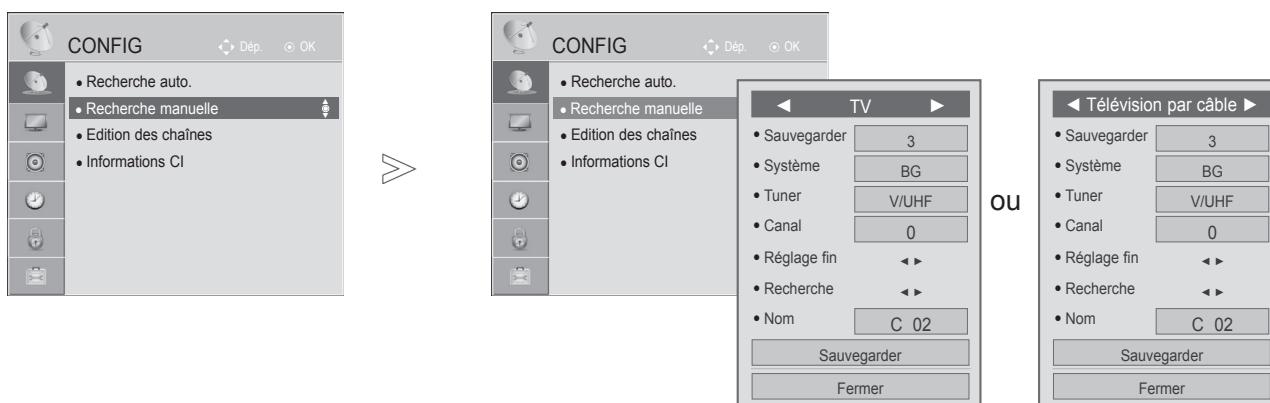 CONFIG
Dép.
OK
• Recherche auto.
• Recherche manuelle
• Edition des chaînes
• Informations CI
CONFIG
Dép.
OK
• Recherche auto.
• Recherche manuelle
• Edition des chaînes
• Informations CI
◄ TV ►
• Sauvegarder 3
• Système BG
• Tuner V/UHF
• Canal 0
• Réglage fin ◄ ►
• Recherche ◄ ►
• Nom C 02
Sauvegarder
Fermer
ou
◄ Télévision par câble ►
• Sauvegarder 3
• Système BG
• Tuner V/UHF
• Canal 0
• Réglage fin ◄ ►
• Recherche ◄ ►
• Nom C 02
Sauvegarder
Fermer